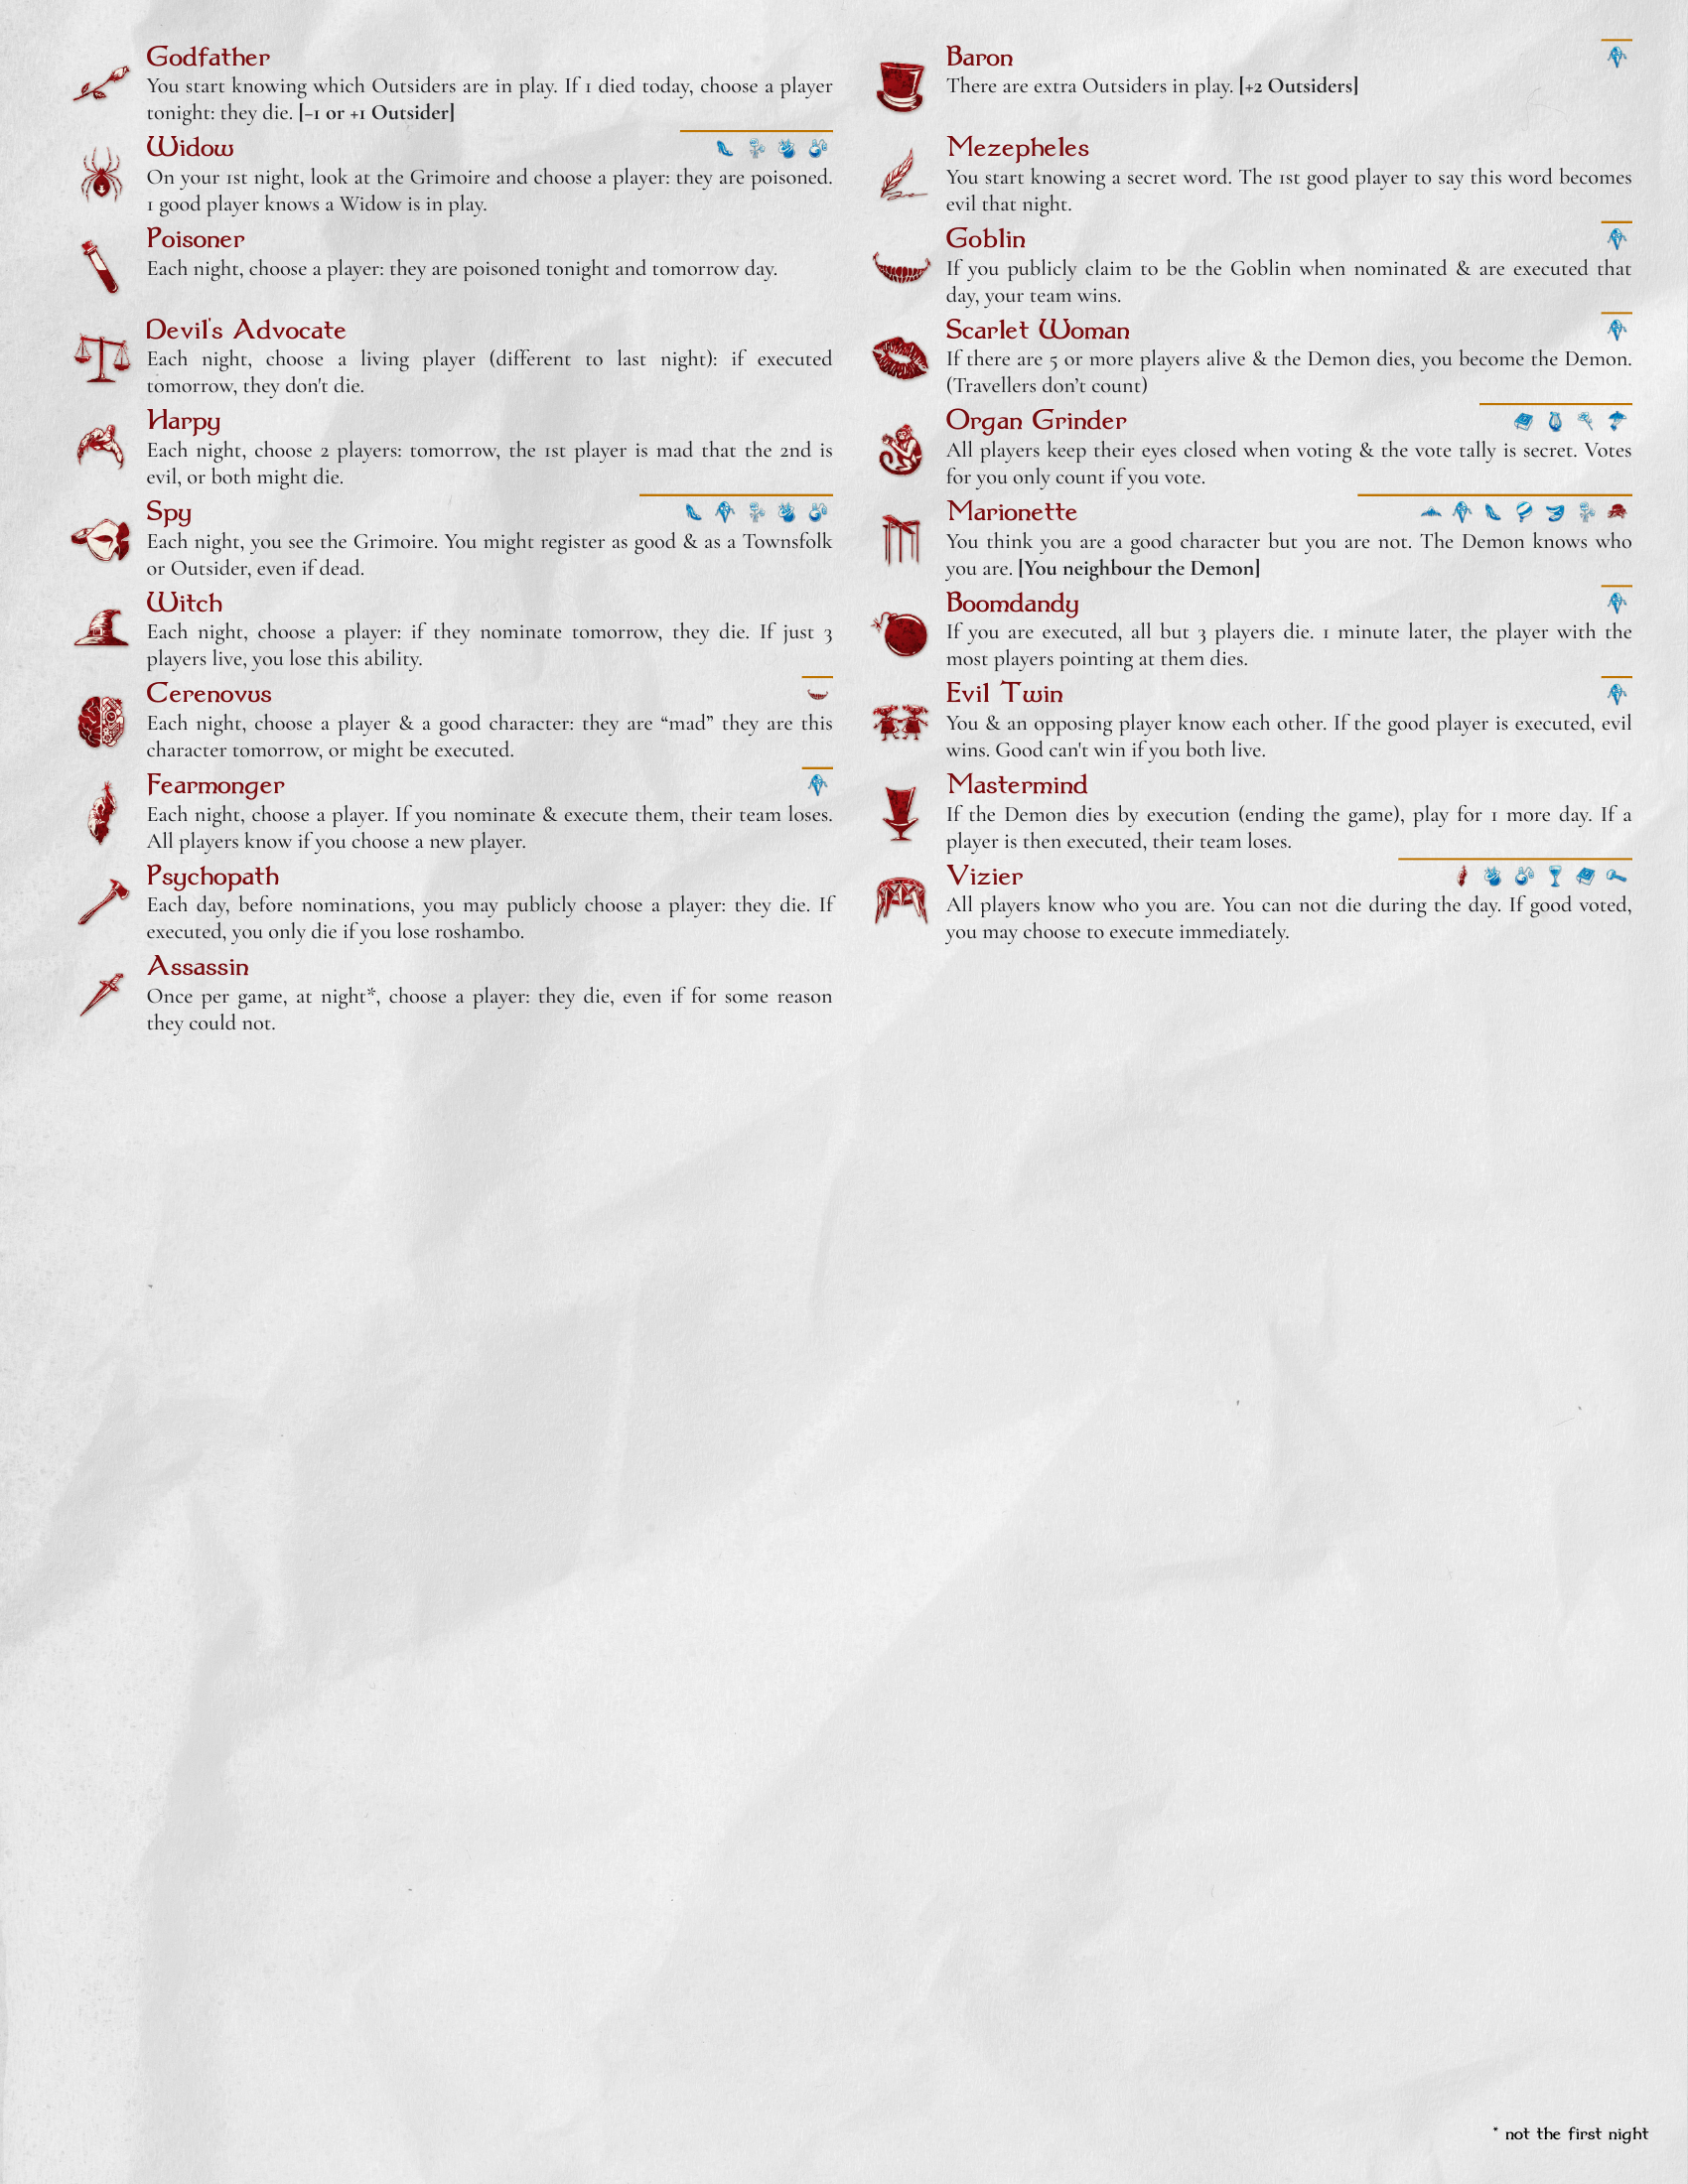 Godfather
You start knowing which Outsiders are in play. If 1 died today, choose a player
tonight: they die. [−1 or +1 Outsider]
Widow
On your 1st night, look at the Grimoire and choose a player: they are poisoned.
1 good player knows a Widow is in play.
Poisoner
Each night, choose a player: they are poisoned tonight and tomorrow day.
Devil's Advocate
Each night, choose a living player (different to last night): if executed
tomorrow, they don't die.
Harpy
Each night, choose 2 players: tomorrow, the 1st player is mad that the 2nd is
evil, or both might die.
Spy
Each night, you see the Grimoire. You might register as good & as a Townsfolk
or Outsider, even if dead.
Witch
Each night, choose a player: if they nominate tomorrow, they die. If just 3
players live, you lose this ability.
Cerenovus
Each night, choose a player & a good character: they are “mad” they are this
character tomorrow, or might be executed.
Fearmonger
Each night, choose a player. If you nominate & execute them, their team loses.
All players know if you choose a new player.
Psychopath
Each day, before nominations, you may publicly choose a player: they die. If
executed, you only die if you lose roshambo.
Assassin
Once per game, at night*, choose a player: they die, even if for some reason
they could not.
Baron
There are extra Outsiders in play. [+2 Outsiders]
Mezepheles
You start knowing a secret word. The 1st good player to say this word becomes
evil that night.
Goblin
If you publicly claim to be the Goblin when nominated & are executed that
day, your team wins.
Scarlet Woman
If there are 5 or more players alive & the Demon dies, you become the Demon.
(Travellers don’t count)
Organ Grinder
All players keep their eyes closed when voting & the vote tally is secret. Votes
for you only count if you vote.
Marionette
You think you are a good character but you are not. The Demon knows who
you are. [You neighbour the Demon]
Boomdandy
If you are executed, all but 3 players die. 1 minute later, the player with the
most players pointing at them dies.
Evil Twin
You & an opposing player know each other. If the good player is executed, evil
wins. Good can't win if you both live.
Mastermind
If the Demon dies by execution (ending the game), play for 1 more day. If a
player is then executed, their team loses.
Vizier
All players know who you are. You can not die during the day. If good voted,
you may choose to execute immediately.
* not the first night